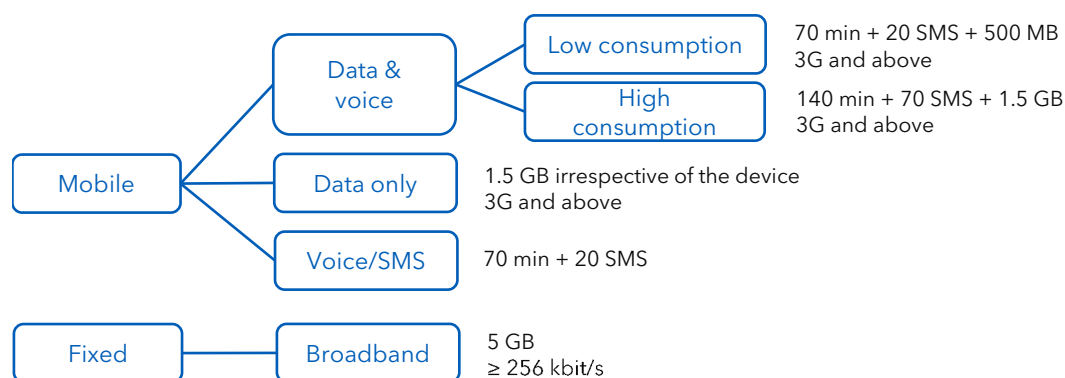 Mobile
Data &
voice
Low consumption
70 min + 20 SMS + 500 MB
3G and above
High
consumption
140 min + 70 SMS + 1.5 GB
3G and above
Data only
1.5 GB irrespective of the device
3G and above
Voice/SMS
70 min + 20 SMS
Fixed
Broadband
5 GB
≥ 256 kbit/s